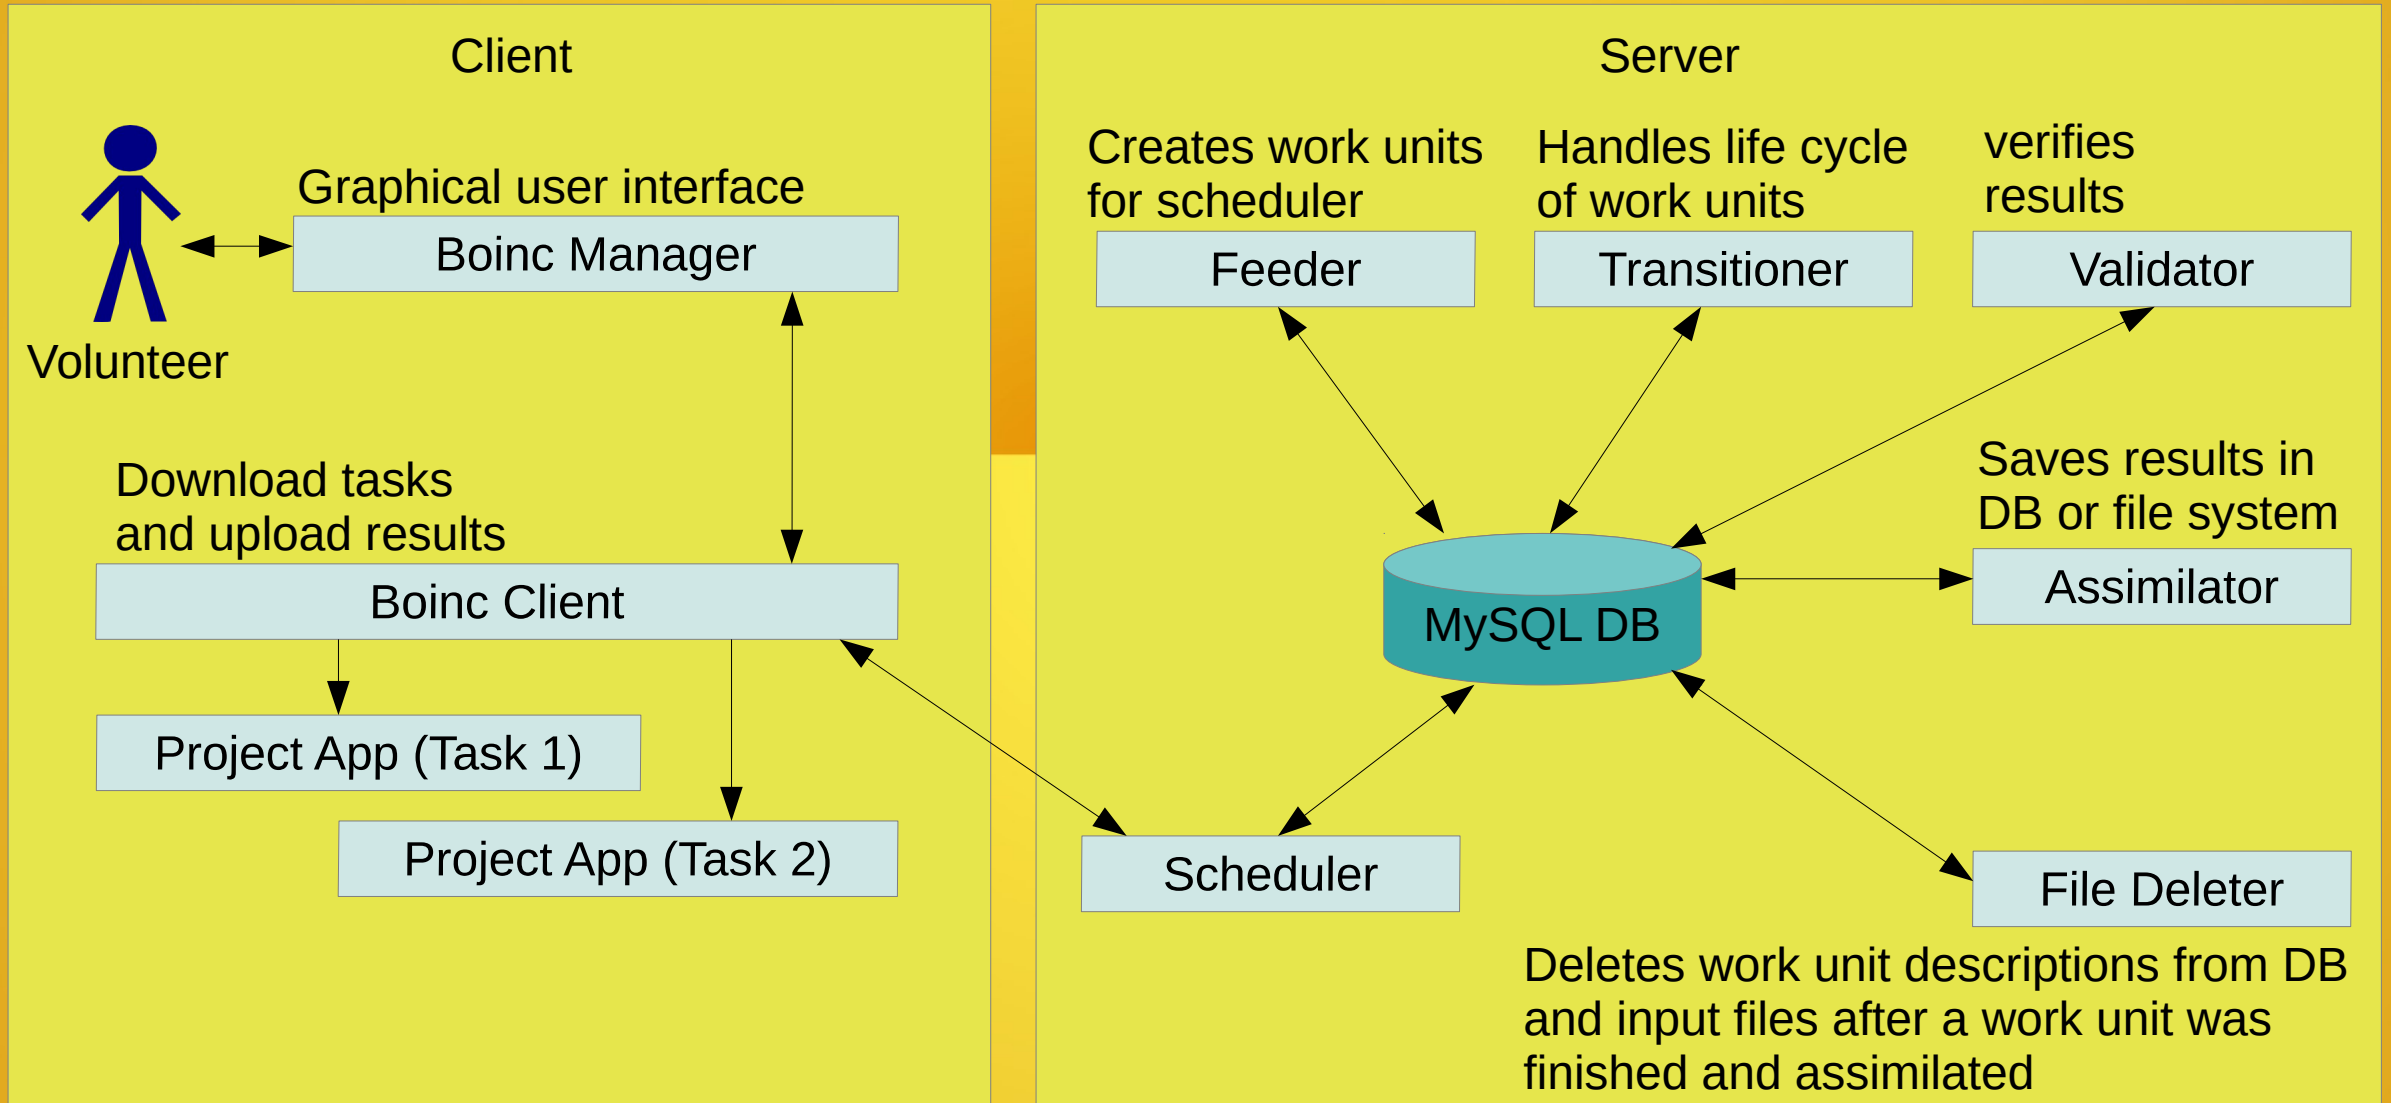 Client
Graphical user interface
Boinc Manager
Volunteer
Download tasks
and upload results
Boinc Client
Project App (Task 1)
Project App (Task 2)
Server
Creates work units
for scheduler
Feeder
Handles life cycle
of work units
Transitioner
verifies
results
Validator
Saves results in
DB or file system
Assimilator
MySQL DB
Scheduler
File Deleter
Deletes work unit descriptions from DB
and input files after a work unit was
finished and assimilated